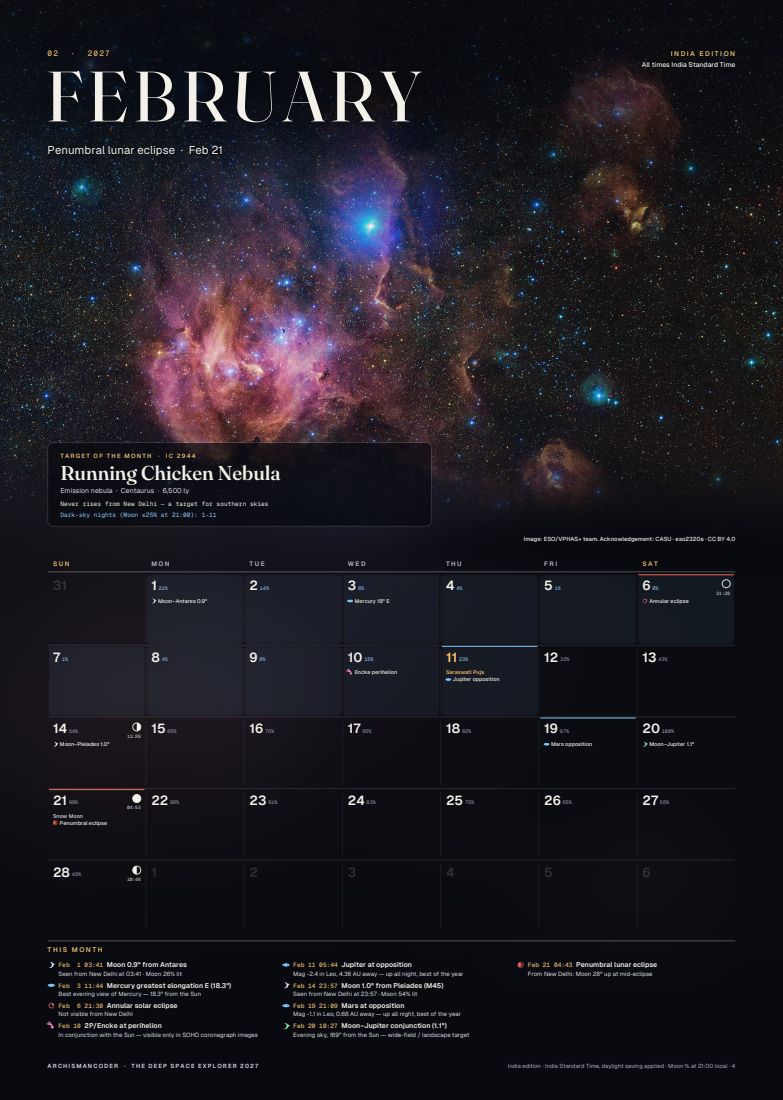 02 · 2027
INDIA EDITION
All times India Standard Time
FEBRUARY
Penumbral lunar eclipse · Feb 21
TARGET OF THE MONTH · IC 2944
Running Chicken Nebula
Emission nebula · Centaurus · 6,500 ly
Never rises from New Delhi — a target for southern skies
Dark-sky nights (Moon ≤25% at 21:00): 1–11
Image: ESO/VPHAS+ team. Acknowledgement: CASU · eso2320a · CC BY 4.0
SUN MON TUE WED THU FRI SAT
31 1 21% 2 14% 3 8% 4 4% 5 1% 6 0%
21:26
Moon–Antares 0.9° Mercury 18° E Annular eclipse
7 1% 8 4% 9 8% 10 15% 11 23% 12 32% 13 43%
Encke perihelion Saraswati Puja
Jupiter opposition
14 54% 15 65% 16 75% 17 85% 18 92% 19 97% 20 100%
13:28
Moon–Pleiades 1.0° Mars opposition Moon–Jupiter 1.1°
21 99% 22 96% 23 91% 24 83% 25 75% 26 65% 27 56%
04:53
Snow Moon
Penumbral eclipse
28 46% 1 2 3 4 5 6
10:46
THIS MONTH
Feb 1 03:41 Moon 0.9° from Antares
Seen from New Delhi at 03:41 · Moon 26% lit
Feb 3 11:44 Mercury greatest elongation E (18.3°)
Best evening view of Mercury — 18.3° from the Sun
Feb 6 21:30 Annular solar eclipse
Not visible from New Delhi
Feb 10 2P/Encke at perihelion
In conjunction with the Sun — visible only in SOHO coronagraph images
Feb 11 05:44 Jupiter at opposition
Mag -2.4 in Leo, 4.36 AU away — up all night, best of the year
Feb 14 23:57 Moon 1.0° from Pleiades (M45)
Seen from New Delhi at 23:57 · Moon 54% lit
Feb 19 21:09 Mars at opposition
Mag -1.1 in Leo, 0.68 AU away — up all night, best of the year
Feb 20 10:27 Moon–Jupiter conjunction (1.1°)
Evening sky, 169° from the Sun — wide-field / landscape target
Feb 21 04:43 Penumbral lunar eclipse
From New Delhi: Moon 28° up at mid-eclipse
ARCHISMANCODER · THE DEEP SPACE EXPLORER 2027
India edition · India Standard Time, daylight saving applied · Moon % at 21:00 local · 4